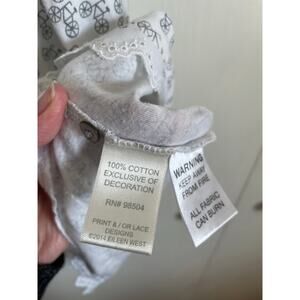 100% COTTON
EXCLUSIVE OF
DECORATION
RN# 98504
PRINT & / OR LACE
DESIGNS
©2014 EILEEN WEST
WARNING
KEEP AWAY
FROM FIRE
ALL FABRIC
CAN BURN